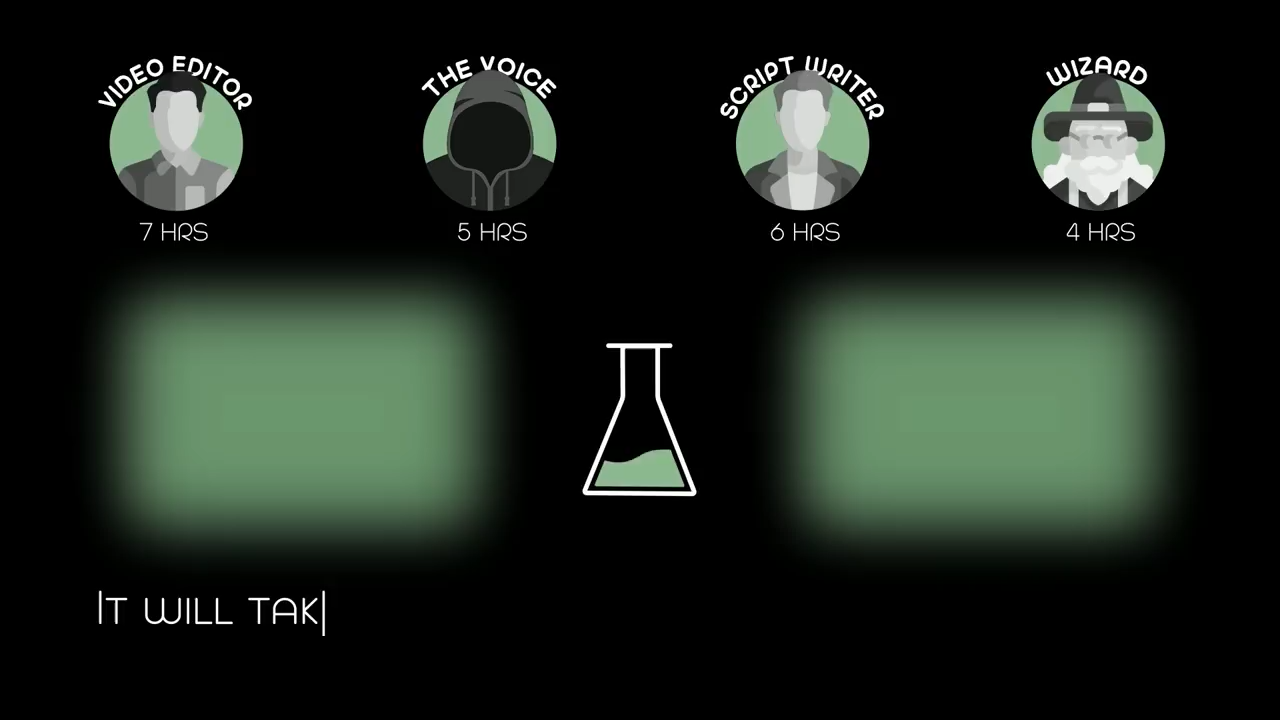 VIDEO EDITOR
THE VOICE
SCRIPT WRITER
WIZARD
7 HRS
5 HRS
6 HRS
4 HRS
IT WILL TAK